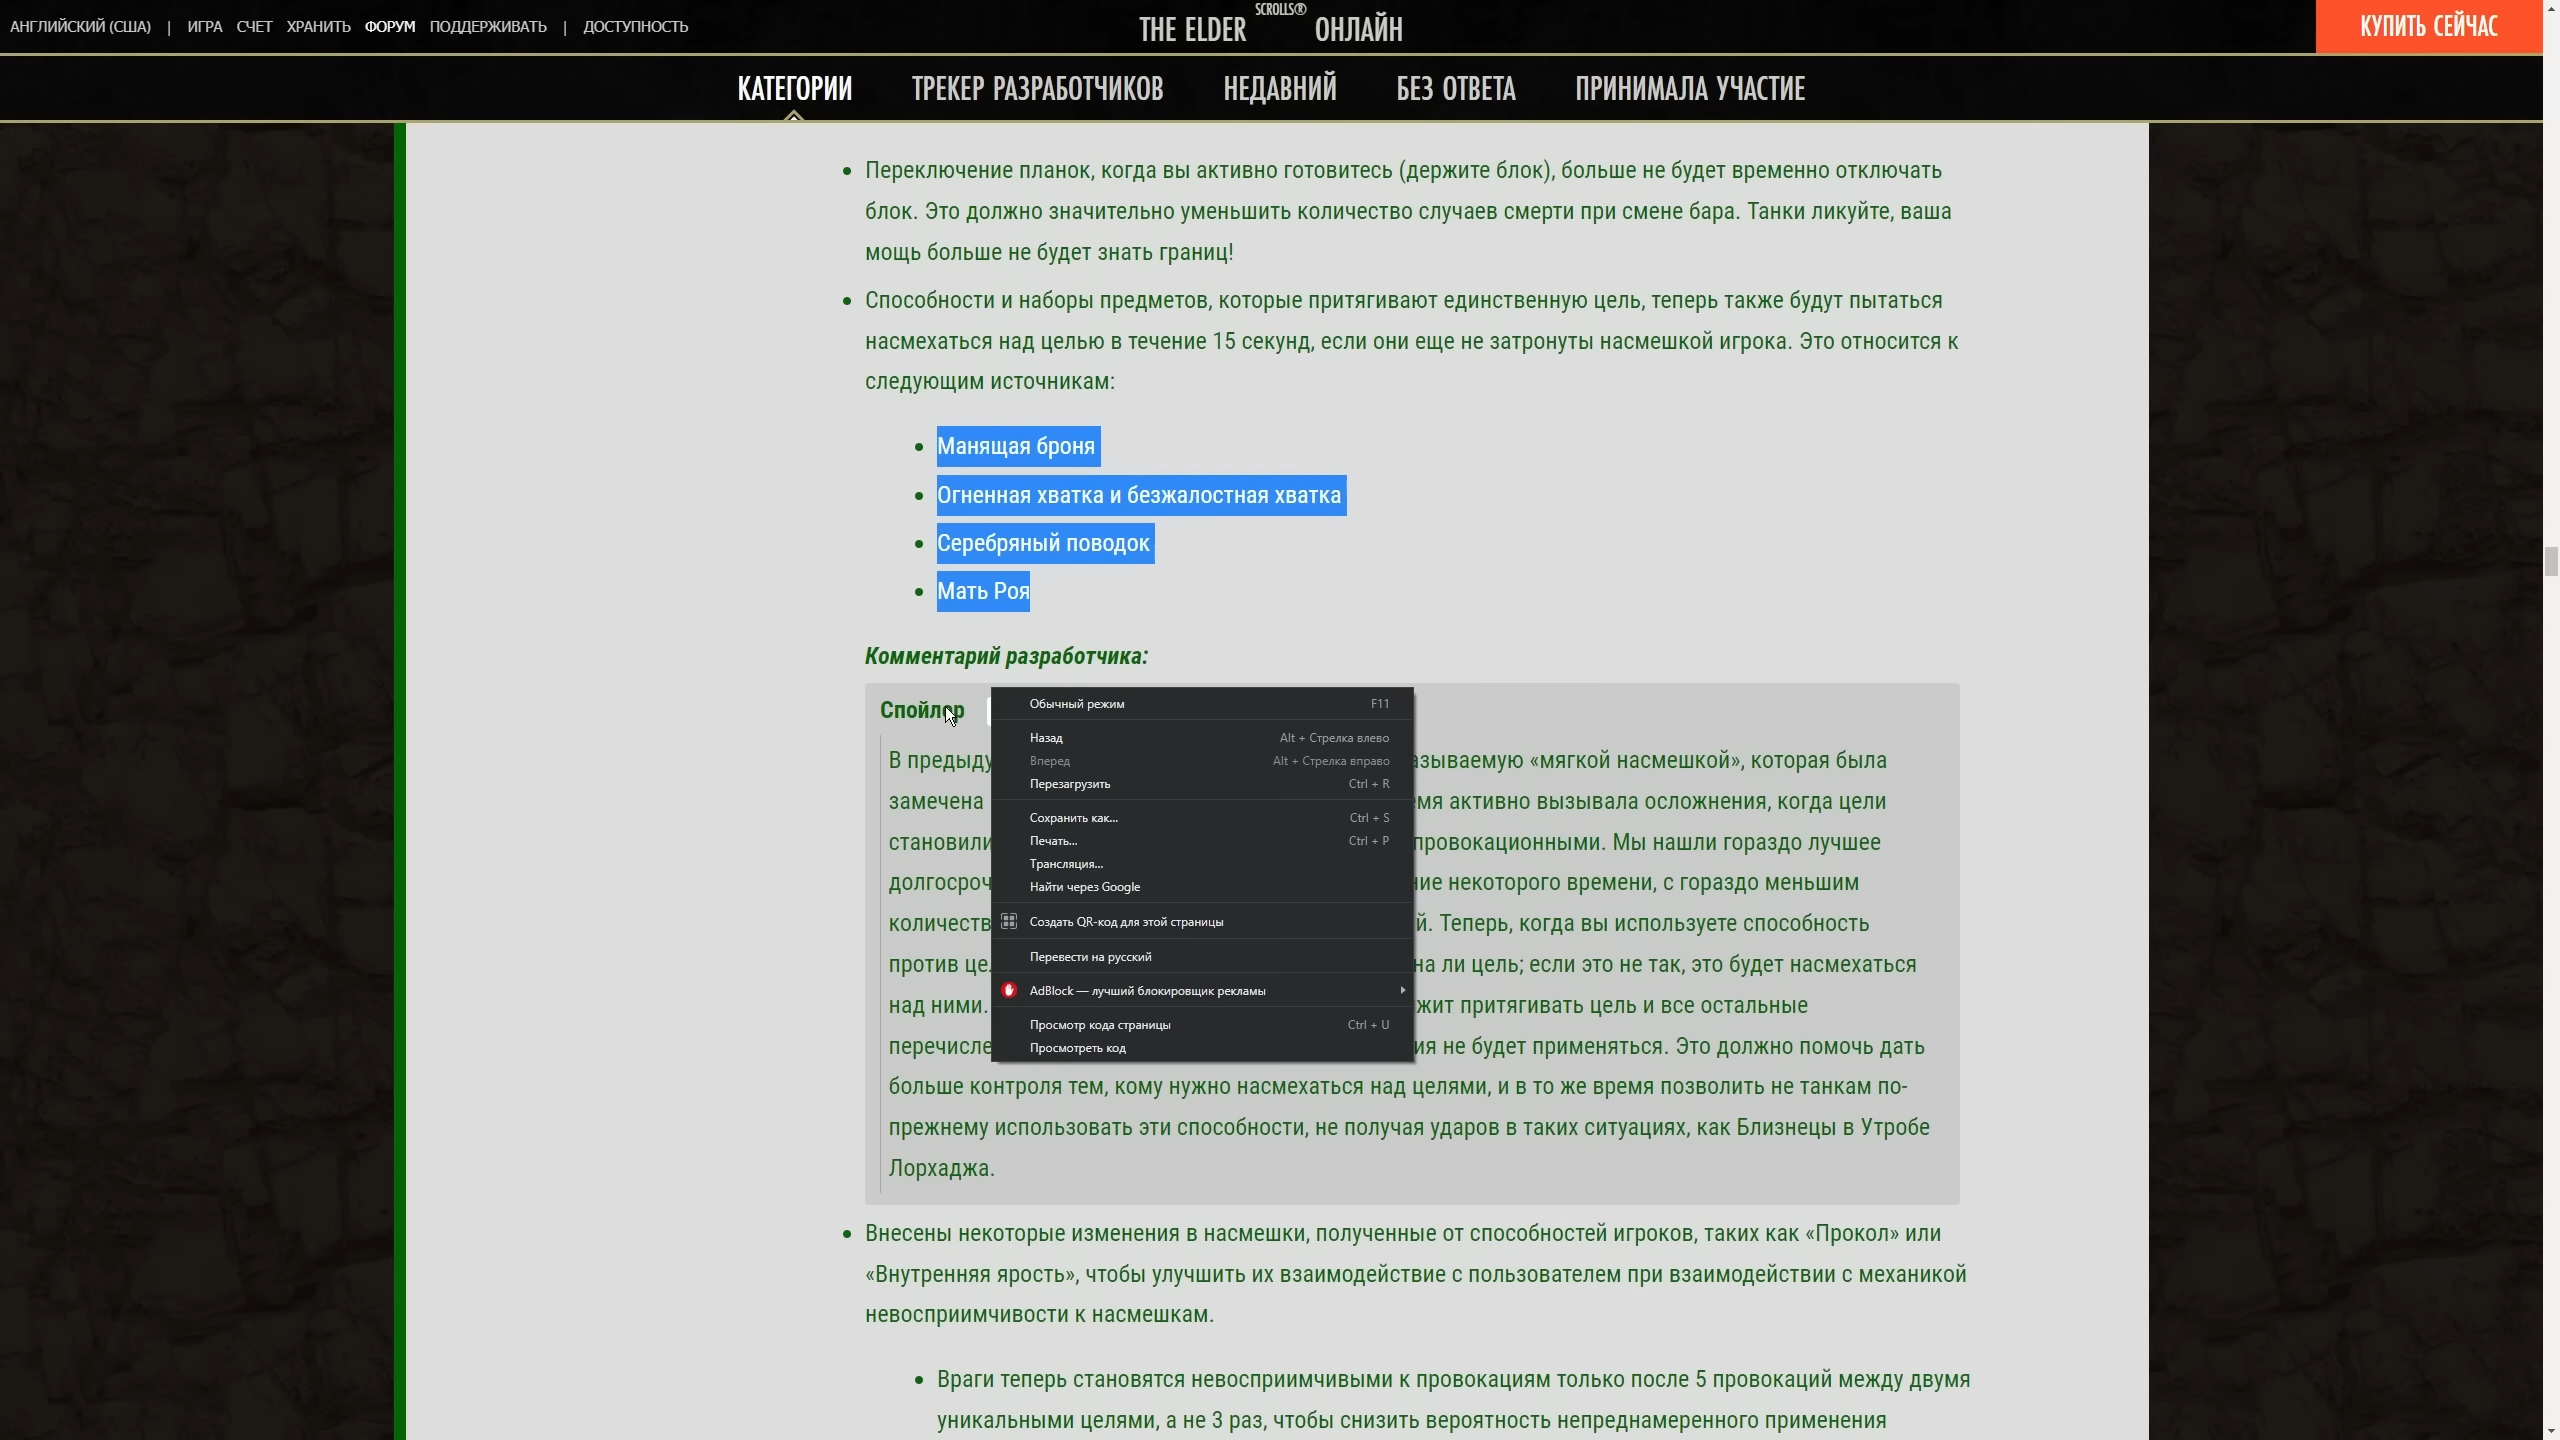 АНГЛИЙСКИЙ (США) | ИГРА СЧЕТ ХРАНИТЬ ФОРУМ ПОДДЕРЖИВАТЬ | ДОСТУПНОСТЬ
THE ELDER SCROLLS® ОНЛАЙН
КУПИТЬ СЕЙЧАС
КАТЕГОРИИ ТРЕКЕР РАЗРАБОТЧИКОВ НЕДАВНИЙ БЕЗ ОТВЕТА ПРИНИМАЛА УЧАСТИЕ
Переключение планок, когда вы активно готовитесь (держите блок), больше не будет временно отключать
блок. Это должно значительно уменьшить количество случаев смерти при смене бара. Танки ликуйте, ваша
мощь больше не будет знать границ!
Способности и наборы предметов, которые притягивают единственную цель, теперь также будут пытаться
насмехаться над целью в течение 15 секунд, если они еще не затронуты насмешкой игрока. Это относится к
следующим источникам:
Манящая броня
Огненная хватка и безжалостная хватка
Серебряный поводок
Мать Роя
Комментарий разработчика:
Спойлер
Обычный режим F11
Назад Alt + Стрелка влево
Вперед Alt + Стрелка вправо
Перезагрузить Ctrl + R
Сохранить как... Ctrl + S
Печать... Ctrl + P
Трансляция...
Найти через Google
Создать QR-код для этой страницы
Перевести на русский
AdBlock — лучший блокировщик рекламы
Просмотр кода страницы Ctrl + U
Просмотреть код
«мягкой насмешкой», которая была
замечена активно вызывала осложнения, когда цели
провокационными. Мы нашли гораздо лучшее
некоторого времени, с гораздо меньшим
Теперь, когда вы используете способность
против ли цель; если это не так, это будет насмехаться
над ними. притягивать цель и все остальные
не будет применяться. Это должно помочь дать
больше контроля тем, кому нужно насмехаться над целями, и в то же время позволить не танкам по-
прежнему использовать эти способности, не получая ударов в таких ситуациях, как Близнецы в Утробе
Лорхаджа.
Внесены некоторые изменения в насмешки, полученные от способностей игроков, таких как «Прокол» или
«Внутренняя ярость», чтобы улучшить их взаимодействие с пользователем при взаимодействии с механикой
невосприимчивости к насмешкам.
Враги теперь становятся невосприимчивыми к провокациям только после 5 провокаций между двумя
уникальными целями, а не 3 раз, чтобы снизить вероятность непреднамеренного применения